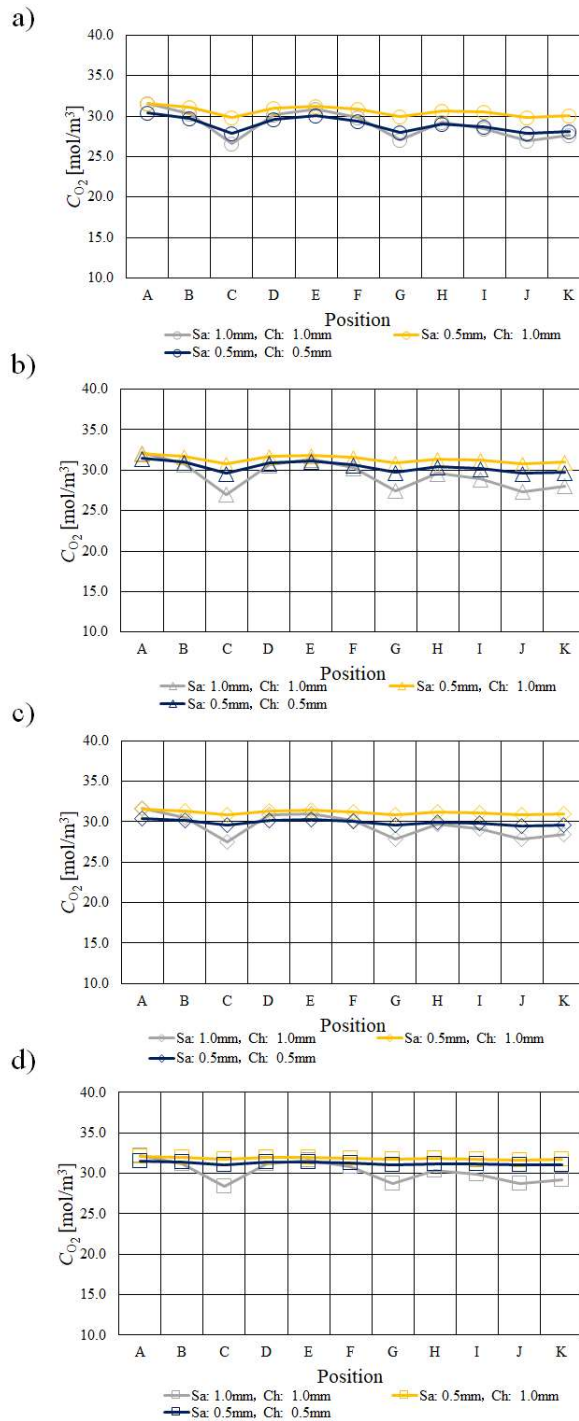 a)
40.0
35.0
30.0
25.0
20.0
15.0
10.0
C_O2 [mol/m³]
A B C D E F G H I J K
Position
Sa: 1.0mm, Ch: 1.0mm Sa: 0.5mm, Ch: 1.0mm
Sa: 0.5mm, Ch: 0.5mm
b)
40.0
35.0
30.0
25.0
20.0
15.0
10.0
C_O2 [mol/m³]
A B C D E F G H I J K
Position
Sa: 1.0mm, Ch: 1.0mm Sa: 0.5mm, Ch: 1.0mm
Sa: 0.5mm, Ch: 0.5mm
c)
40.0
35.0
30.0
25.0
20.0
15.0
10.0
C_O2 [mol/m³]
A B C D E F G H I J K
Position
Sa: 1.0mm, Ch: 1.0mm Sa: 0.5mm, Ch: 1.0mm
Sa: 0.5mm, Ch: 0.5mm
d)
40.0
35.0
30.0
25.0
20.0
15.0
10.0
C_O2 [mol/m³]
A B C D E F G H I J K
Position
Sa: 1.0mm, Ch: 1.0mm Sa: 0.5mm, Ch: 1.0mm
Sa: 0.5mm, Ch: 0.5mm